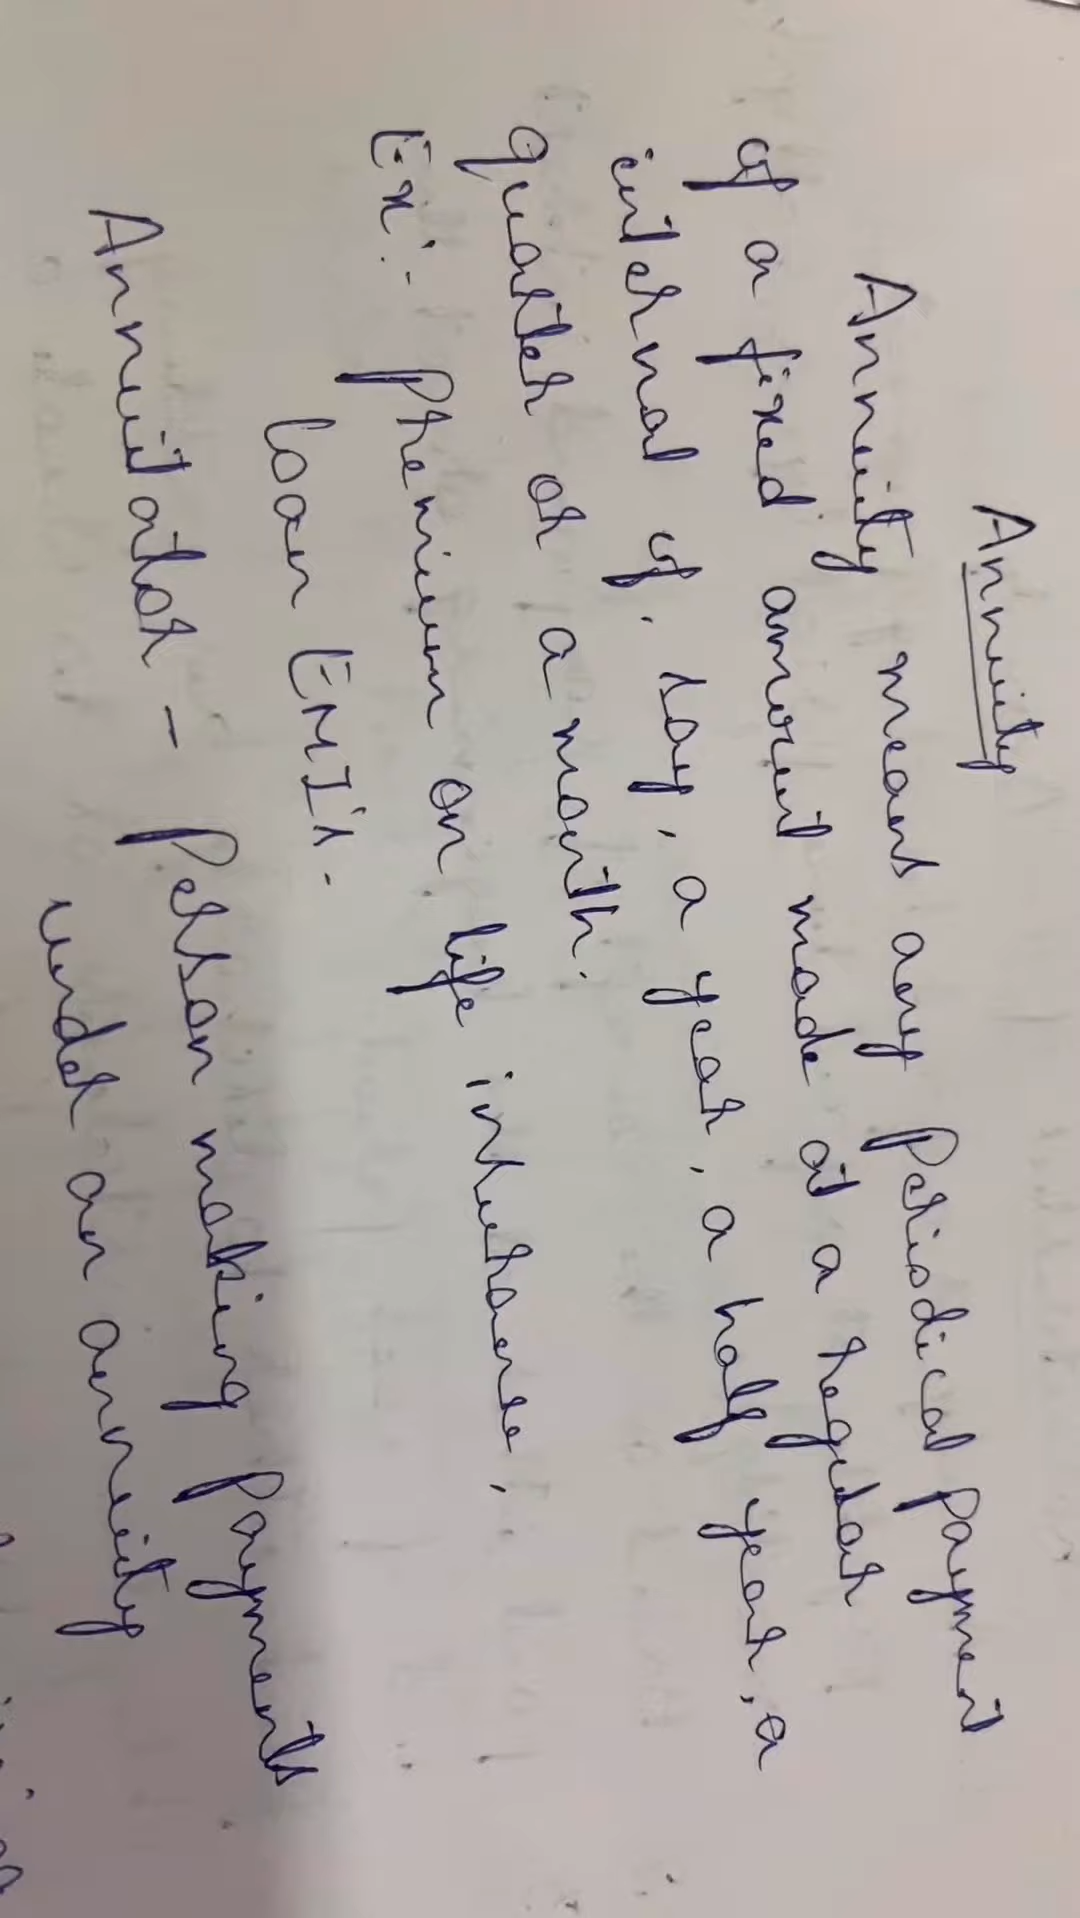 Annuity
Annuity means any Periodical Payment
of a fixed amount made at a regular
interval of. say, a year, a half year, a
quarter or a month.
Ex:- Premium on life insurance,
loan EMI's.
Annuitator - Person making Payments
under an annuity